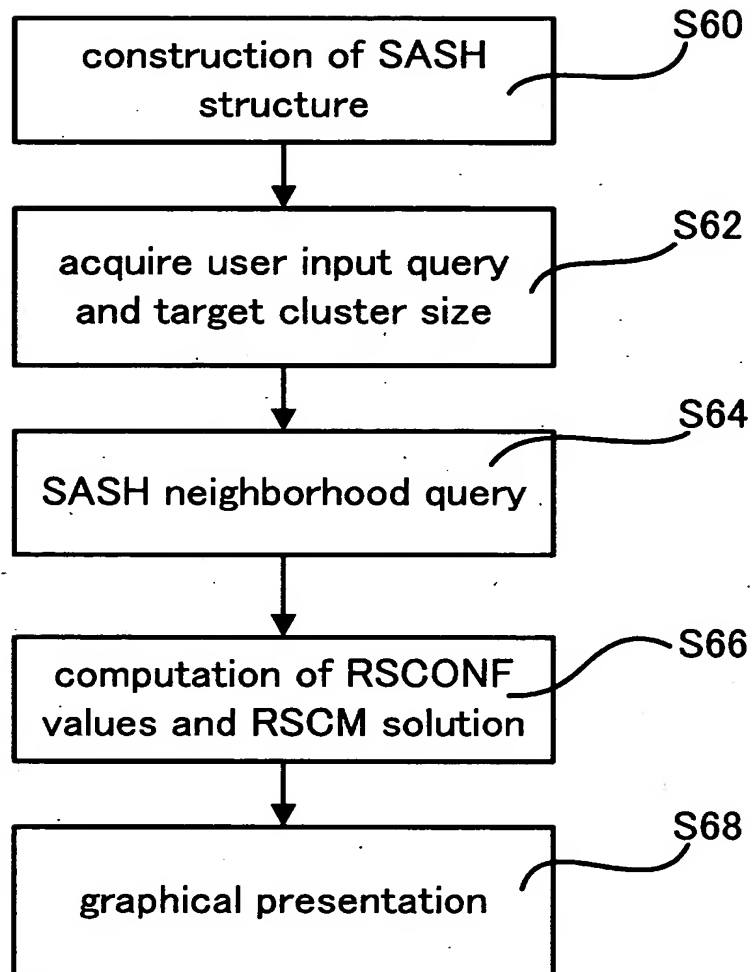 S60
construction of SASH
structure
S62
acquire user input query
and target cluster size
S64
SASH neighborhood query
S66
computation of RSCONF
values and RSCM solution
S68
graphical presentation